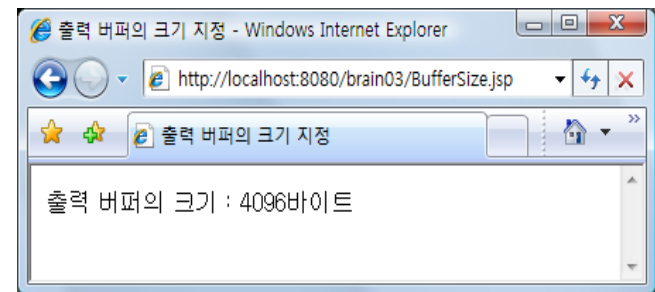 출력 버퍼의 크기 지정 - Windows Internet Explorer
http://localhost:8080/brain03/BufferSize.jsp
출력 버퍼의 크기 지정
출력 버퍼의 크기 : 4096바이트